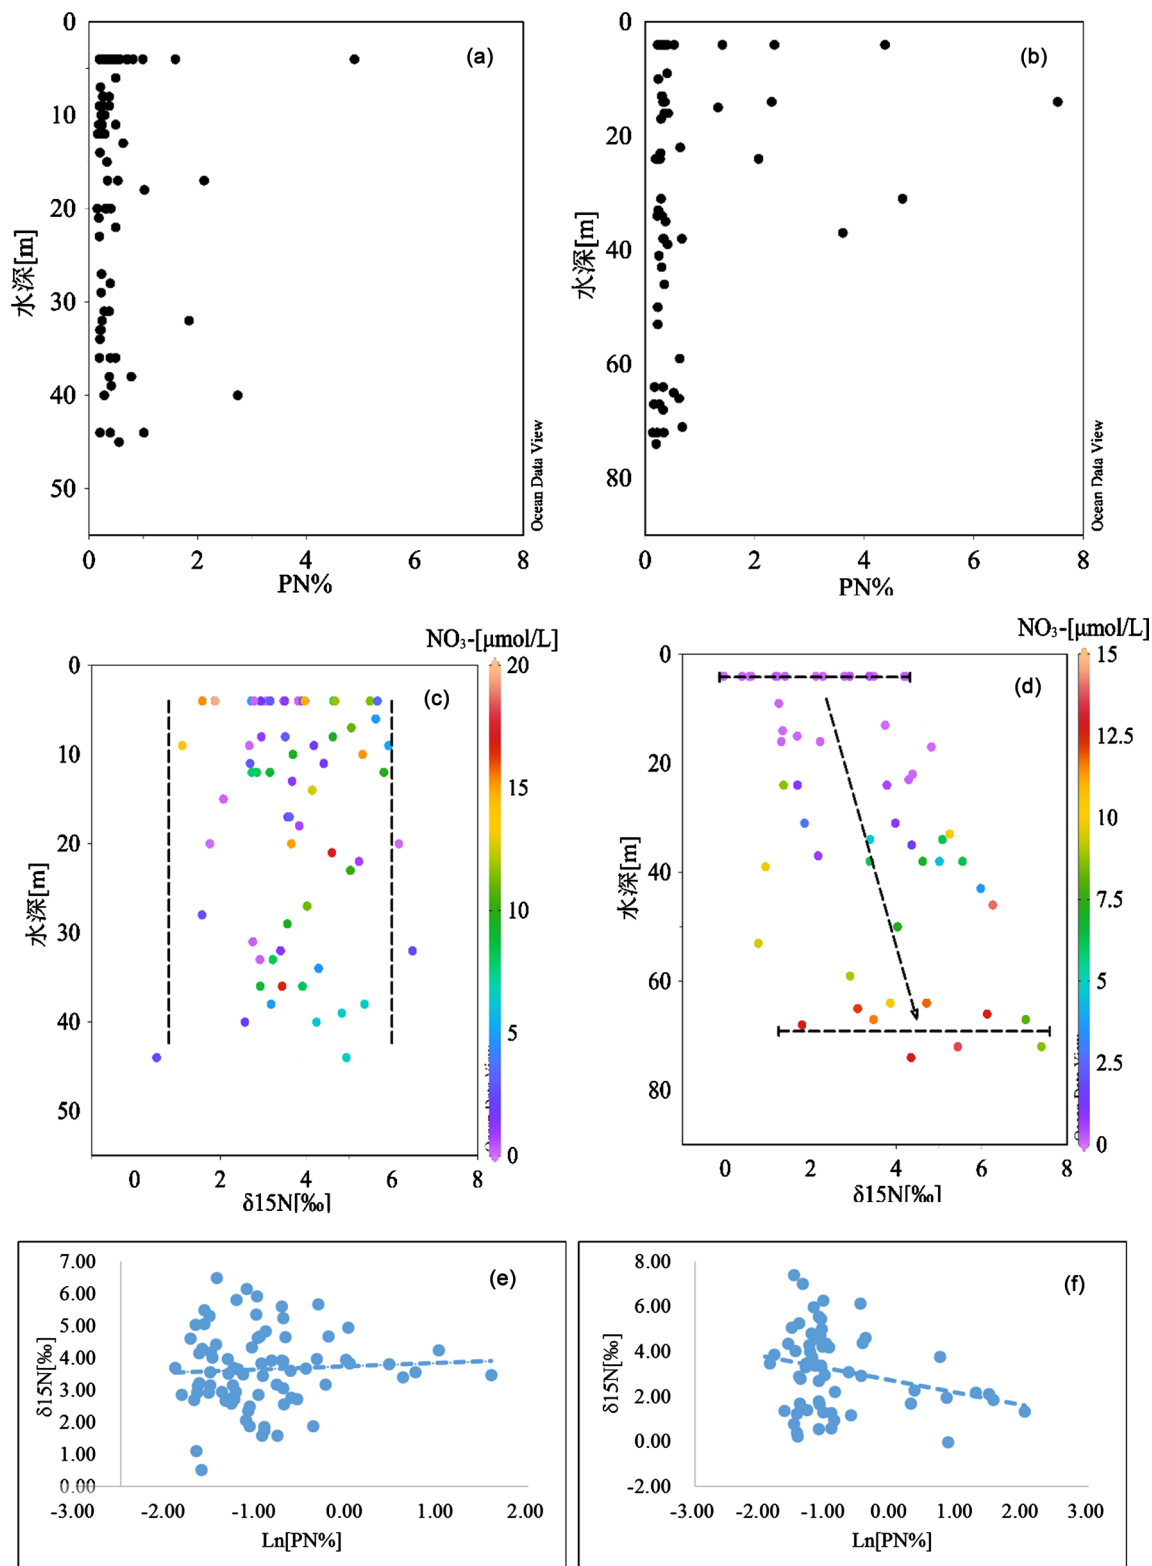 (a)
0
10
20
30
40
50
水深[m]
0 2 4 6 8
PN%
Ocean Data View
(b)
0
20
40
60
80
水深[m]
0 2 4 6 8
PN%
Ocean Data View
NO₃-[μmol/L]
(c)
0
10
20
30
40
50
水深[m]
0 2 4 6 8
δ15N[‰]
20
15
10
5
0
NO₃-[μmol/L]
(d)
0
20
40
60
80
水深[m]
0 2 4 6 8
δ15N[‰]
15
12.5
10
7.5
5
2.5
0
(e)
7.00
6.00
5.00
4.00
3.00
2.00
1.00
0.00
δ15N[‰]
-3.00 -2.00 -1.00 0.00 1.00 2.00
Ln[PN%]
(f)
8.00
6.00
4.00
2.00
0.00
-2.00
δ15N[‰]
-3.00 -2.00 -1.00 0.00 1.00 2.00 3.00
Ln[PN%]